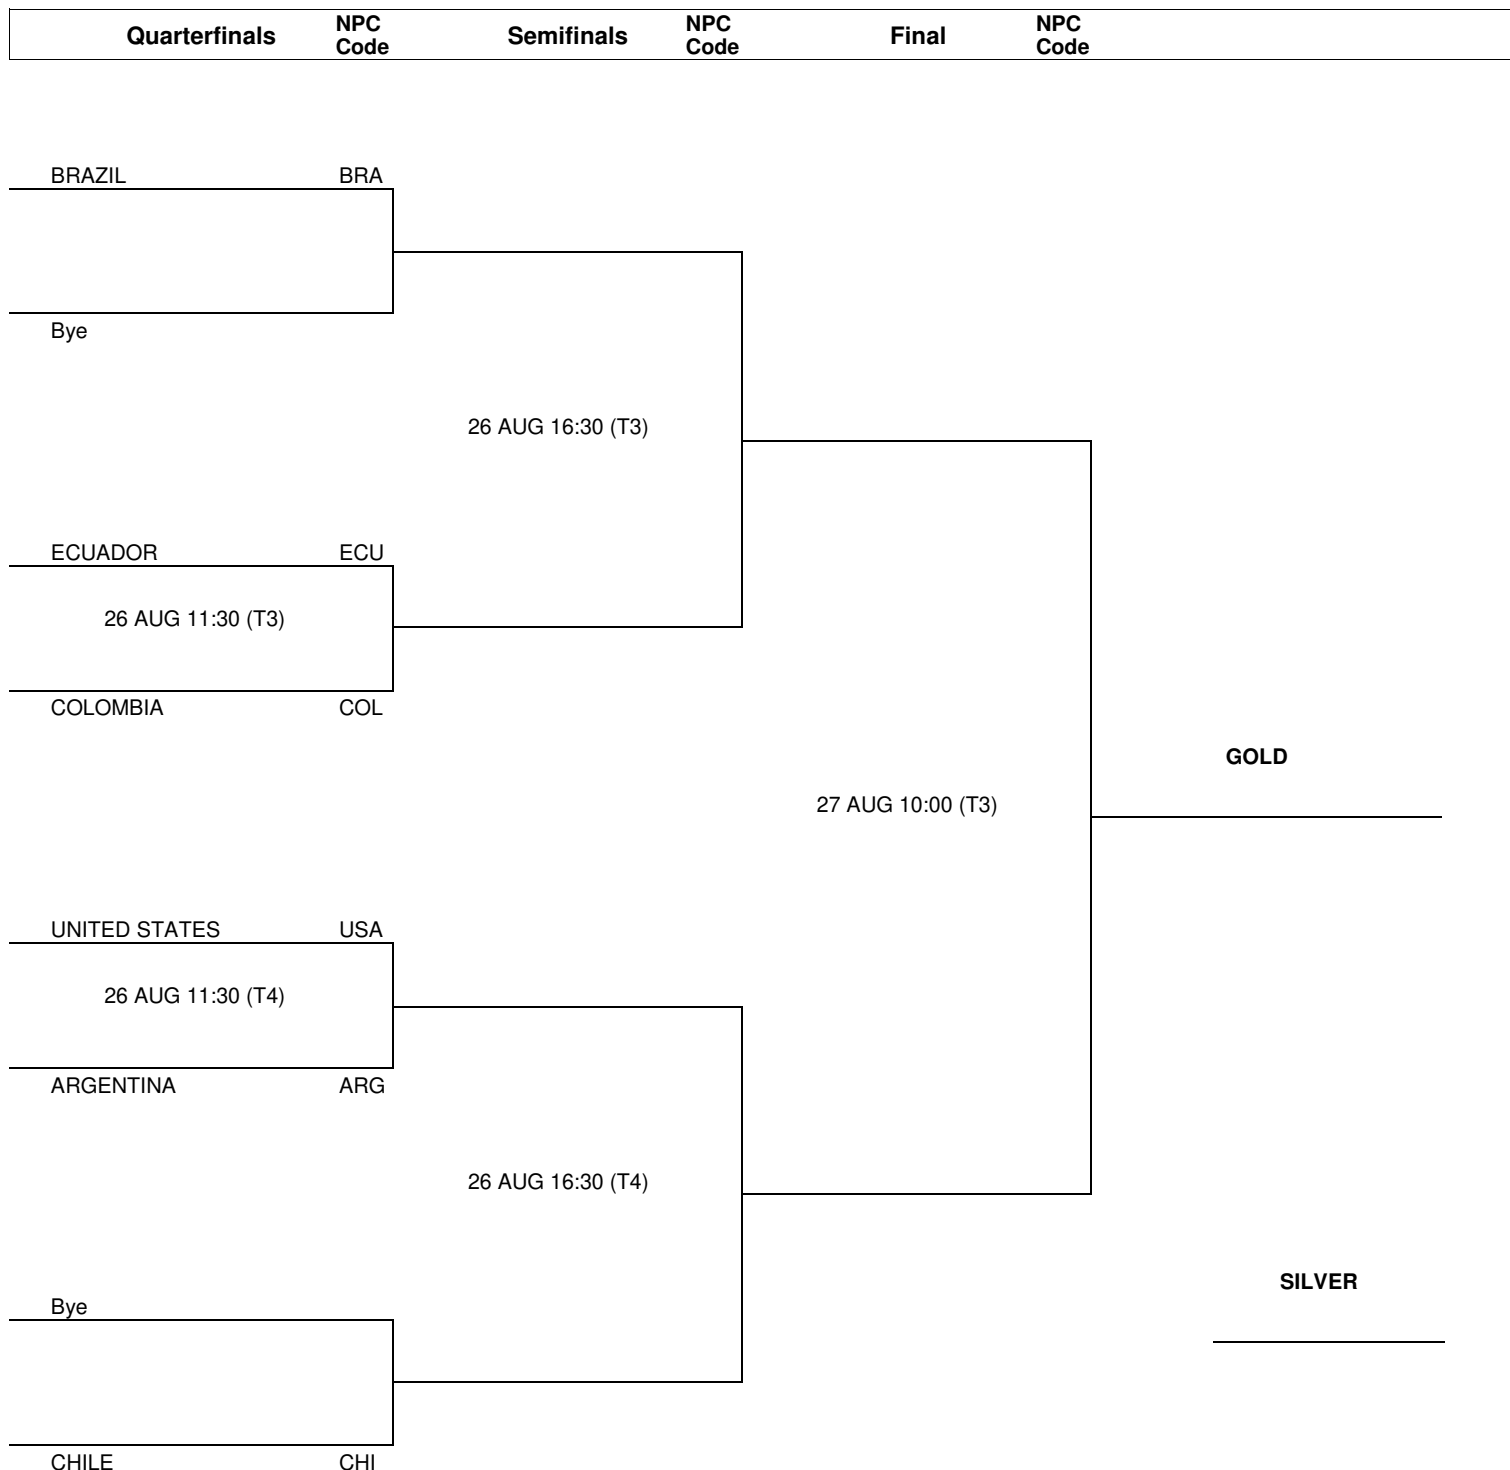 Quarterfinals NPC Code Semifinals NPC Code Final NPC Code
BRAZIL BRA
Bye
26 AUG 16:30 (T3)
ECUADOR ECU
26 AUG 11:30 (T3)
COLOMBIA COL
GOLD
27 AUG 10:00 (T3)
UNITED STATES USA
26 AUG 11:30 (T4)
ARGENTINA ARG
26 AUG 16:30 (T4)
SILVER
Bye
CHILE CHI